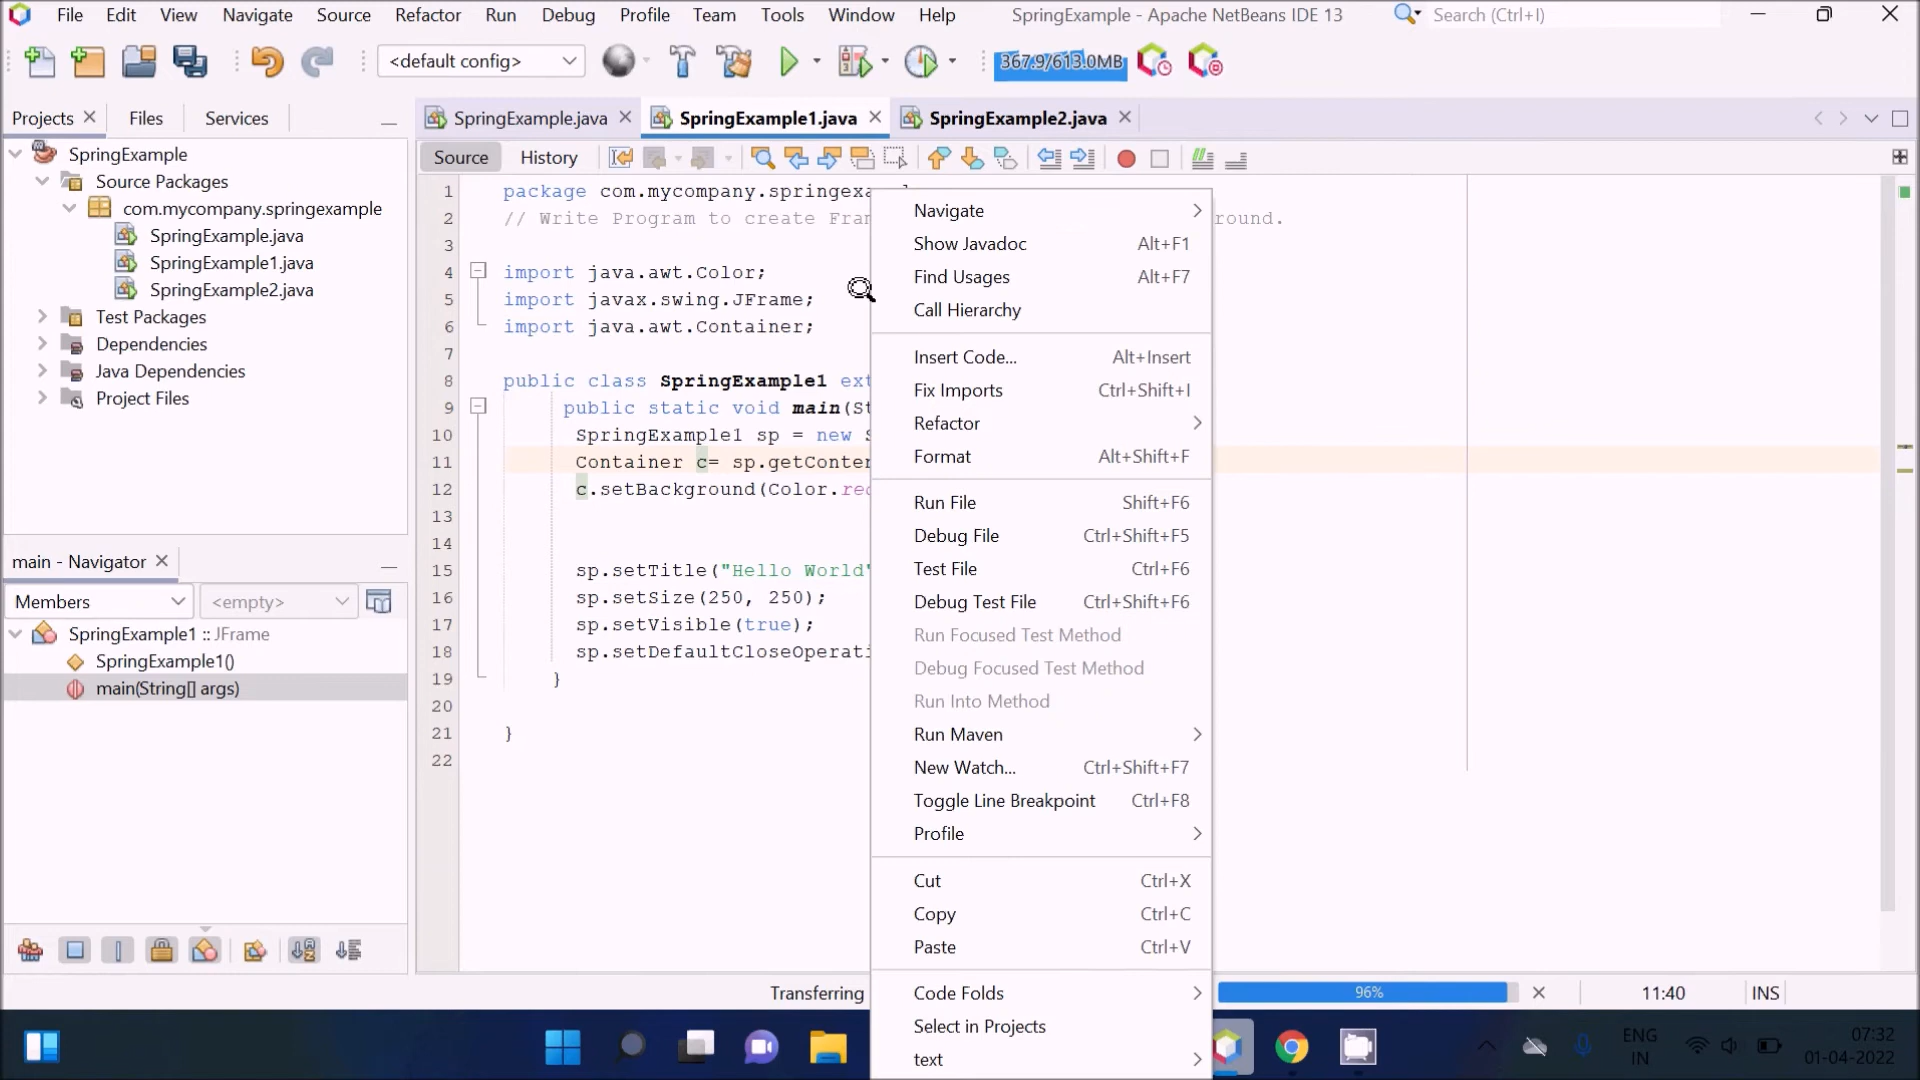 File Edit View Navigate Source Refactor Run Debug Profile Team Tools Window Help SpringExample - Apache NetBeans IDE 13 Search (Ctrl+I)
<default config> 367.9/613.0MB
Projects Files Services SpringExample.java SpringExample1.java SpringExample2.java
Source History
SpringExample
Source Packages
com.mycompany.springexample
SpringExample.java
SpringExample1.java
SpringExample2.java
Test Packages
Dependencies
Java Dependencies
Project Files
main - Navigator
Members <empty>
SpringExample1 :: JFrame
SpringExample1()
main(String[] args)
1 package com.mycompany.springexa
2 // Write Program to create Fran round.
3
4 import java.awt.Color;
5 import javax.swing.JFrame;
6 import java.awt.Container;
7
8 public class SpringExample1 ext
9 public static void main(St
10 SpringExample1 sp = new S
11 Container c= sp.getConten
12 c.setBackground(Color.red
13
14
15 sp.setTitle("Hello World"
16 sp.setSize(250, 250);
17 sp.setVisible(true);
18 sp.setDefaultCloseOperati
19 }
20
21 }
22
Navigate
Show Javadoc Alt+F1
Find Usages Alt+F7
Call Hierarchy
Insert Code... Alt+Insert
Fix Imports Ctrl+Shift+I
Refactor
Format Alt+Shift+F
Run File Shift+F6
Debug File Ctrl+Shift+F5
Test File Ctrl+F6
Debug Test File Ctrl+Shift+F6
Run Focused Test Method
Debug Focused Test Method
Run Into Method
Run Maven
New Watch... Ctrl+Shift+F7
Toggle Line Breakpoint Ctrl+F8
Profile
Cut Ctrl+X
Copy Ctrl+C
Paste Ctrl+V
Code Folds
Select in Projects
text
Transferring 96% 11:40 INS
ENG
IN
07:32
01-04-2022